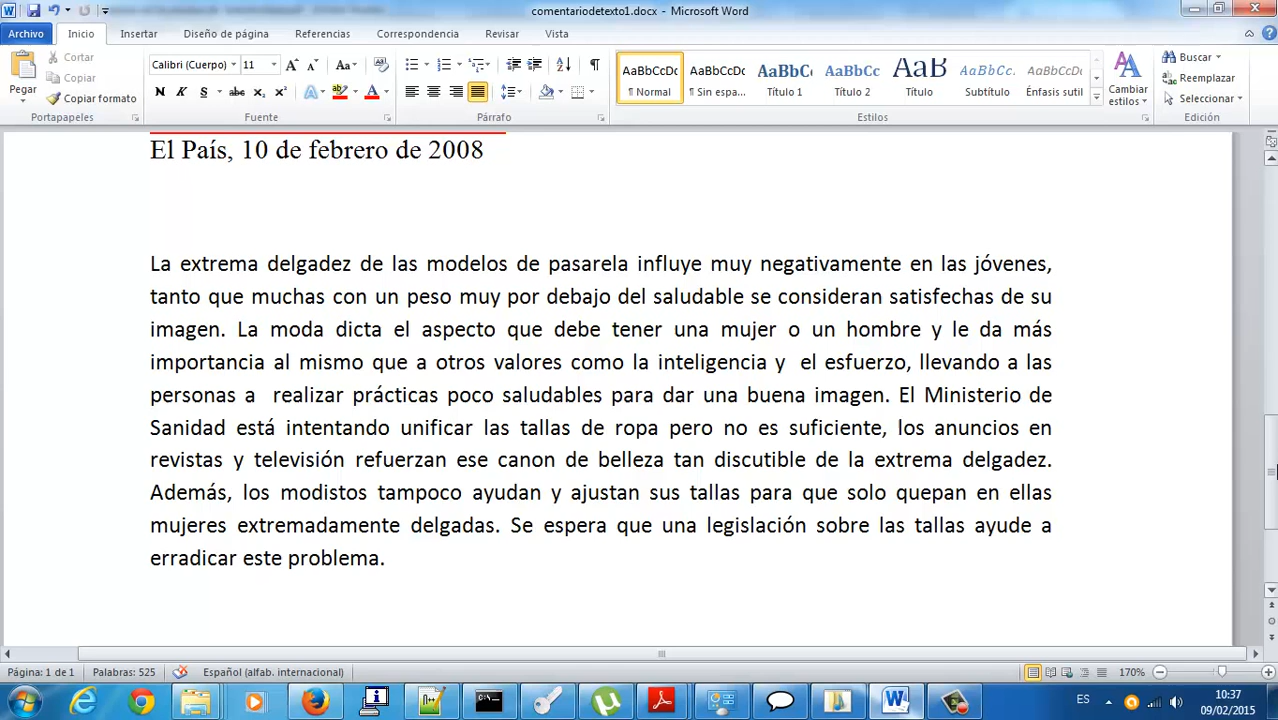 comentariodetexto1.docx - Microsoft Word
Archivo Inicio Insertar Diseño de página Referencias Correspondencia Revisar Vista
Pegar
Cortar
Copiar
Copiar formato
Portapapeles
Calibri (Cuerpo) 11
Fuente
Párrafo
AaBbCcDc AaBbCcDc AaBbC AaBbCc AaB AaBbCc. AaBbCcDc
¶ Normal ¶ Sin espa... Título 1 Título 2 Título Subtítulo Énfasis sutil
Cambiar
estilos
Estilos
Buscar
Reemplazar
Seleccionar
Edición
El País, 10 de febrero de 2008
La extrema delgadez de las modelos de pasarela influye muy negativamente en las jóvenes,
tanto que muchas con un peso muy por debajo del saludable se consideran satisfechas de su
imagen. La moda dicta el aspecto que debe tener una mujer o un hombre y le da más
importancia al mismo que a otros valores como la inteligencia y el esfuerzo, llevando a las
personas a realizar prácticas poco saludables para dar una buena imagen. El Ministerio de
Sanidad está intentando unificar las tallas de ropa pero no es suficiente, los anuncios en
revistas y televisión refuerzan ese canon de belleza tan discutible de la extrema delgadez.
Además, los modistos tampoco ayudan y ajustan sus tallas para que solo quepan en ellas
mujeres extremadamente delgadas. Se espera que una legislación sobre las tallas ayude a
erradicar este problema.
Página: 1 de 1 Palabras: 525 Español (alfab. internacional) 170%
ES
10:37
09/02/2015